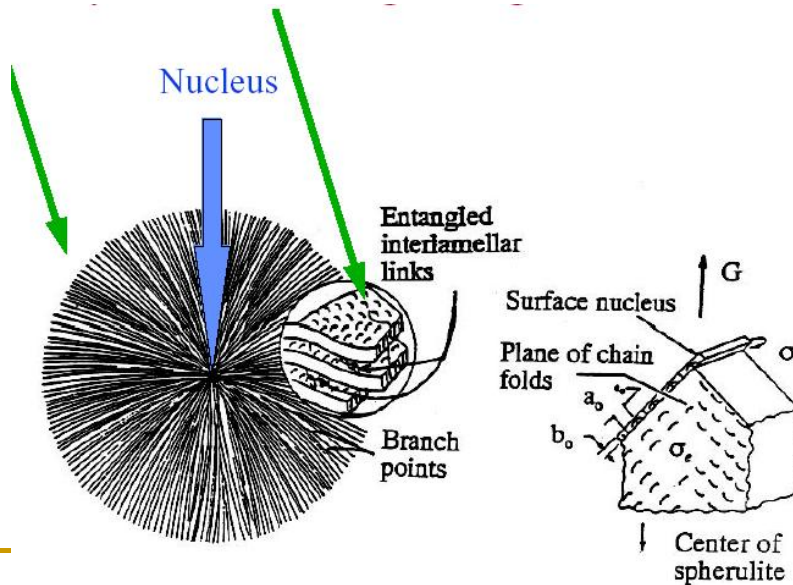 Nucleus
Entangled
interlamellar
links
Branch
points
G
Surface nucleus
σ
Plane of chain
folds
a₀
b₀
σₑ
Center of
spherulite